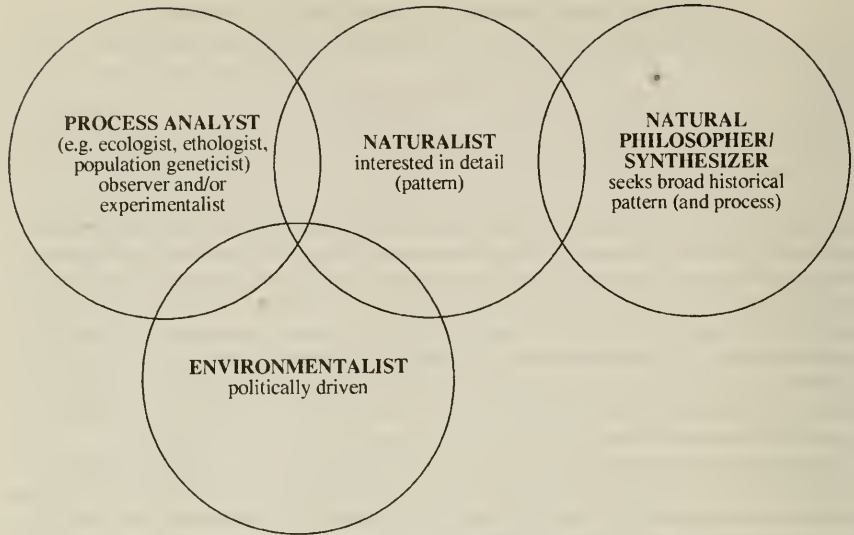 PROCESS ANALYST
(e.g. ecologist, ethologist,
population geneticist)
observer and/or
experimentalist
NATURALIST
interested in detail
(pattern)
NATURAL
PHILOSOPHER/
SYNTHESIZER
seeks broad historical
pattern (and process)
ENVIRONMENTALIST
politically driven